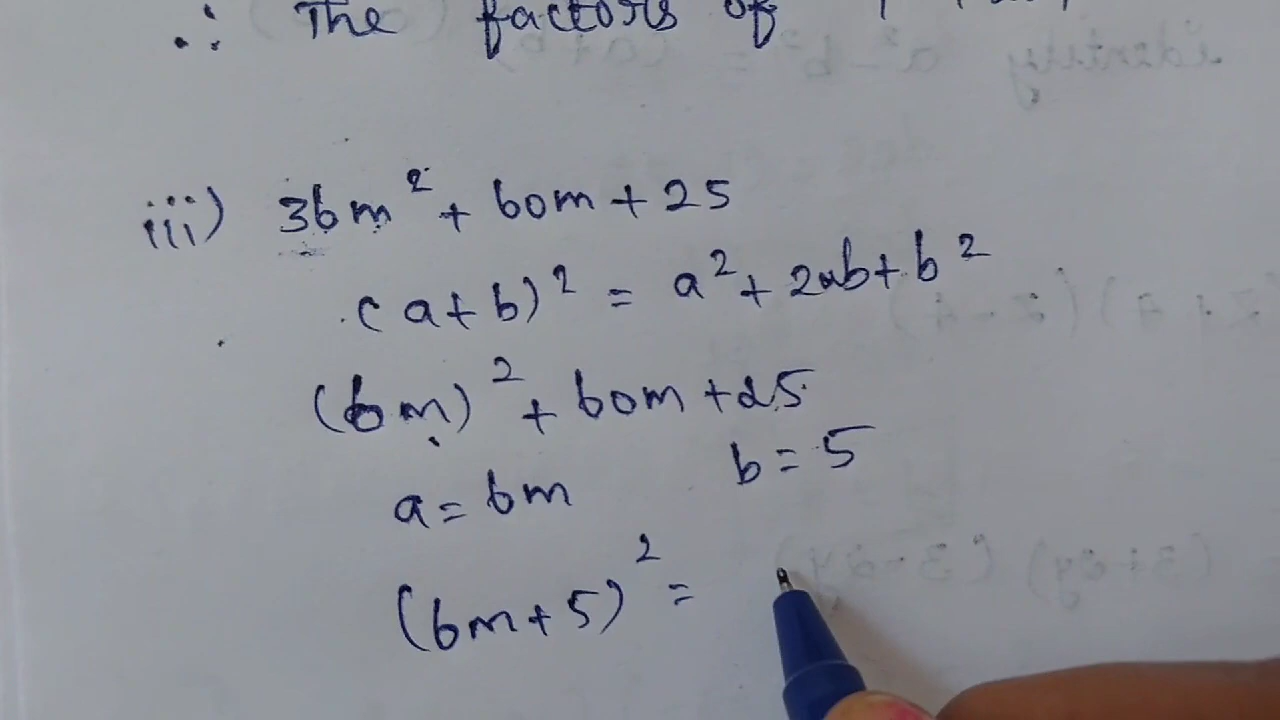 ∴ The factors of
iii) 36m² + 60m + 25
(a+b)² = a² + 2ab + b²
(6m)² + 60m + 25
a = 6m b = 5
(6m+5)² =